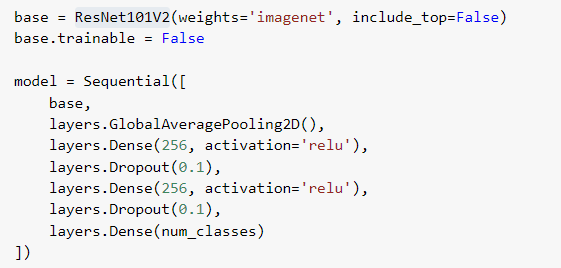 base = ResNet101V2(weights='imagenet', include_top=False)
base.trainable = False
model = Sequential([
    base,
    layers.GlobalAveragePooling2D(),
    layers.Dense(256, activation='relu'),
    layers.Dropout(0.1),
    layers.Dense(256, activation='relu'),
    layers.Dropout(0.1),
    layers.Dense(num_classes)
])